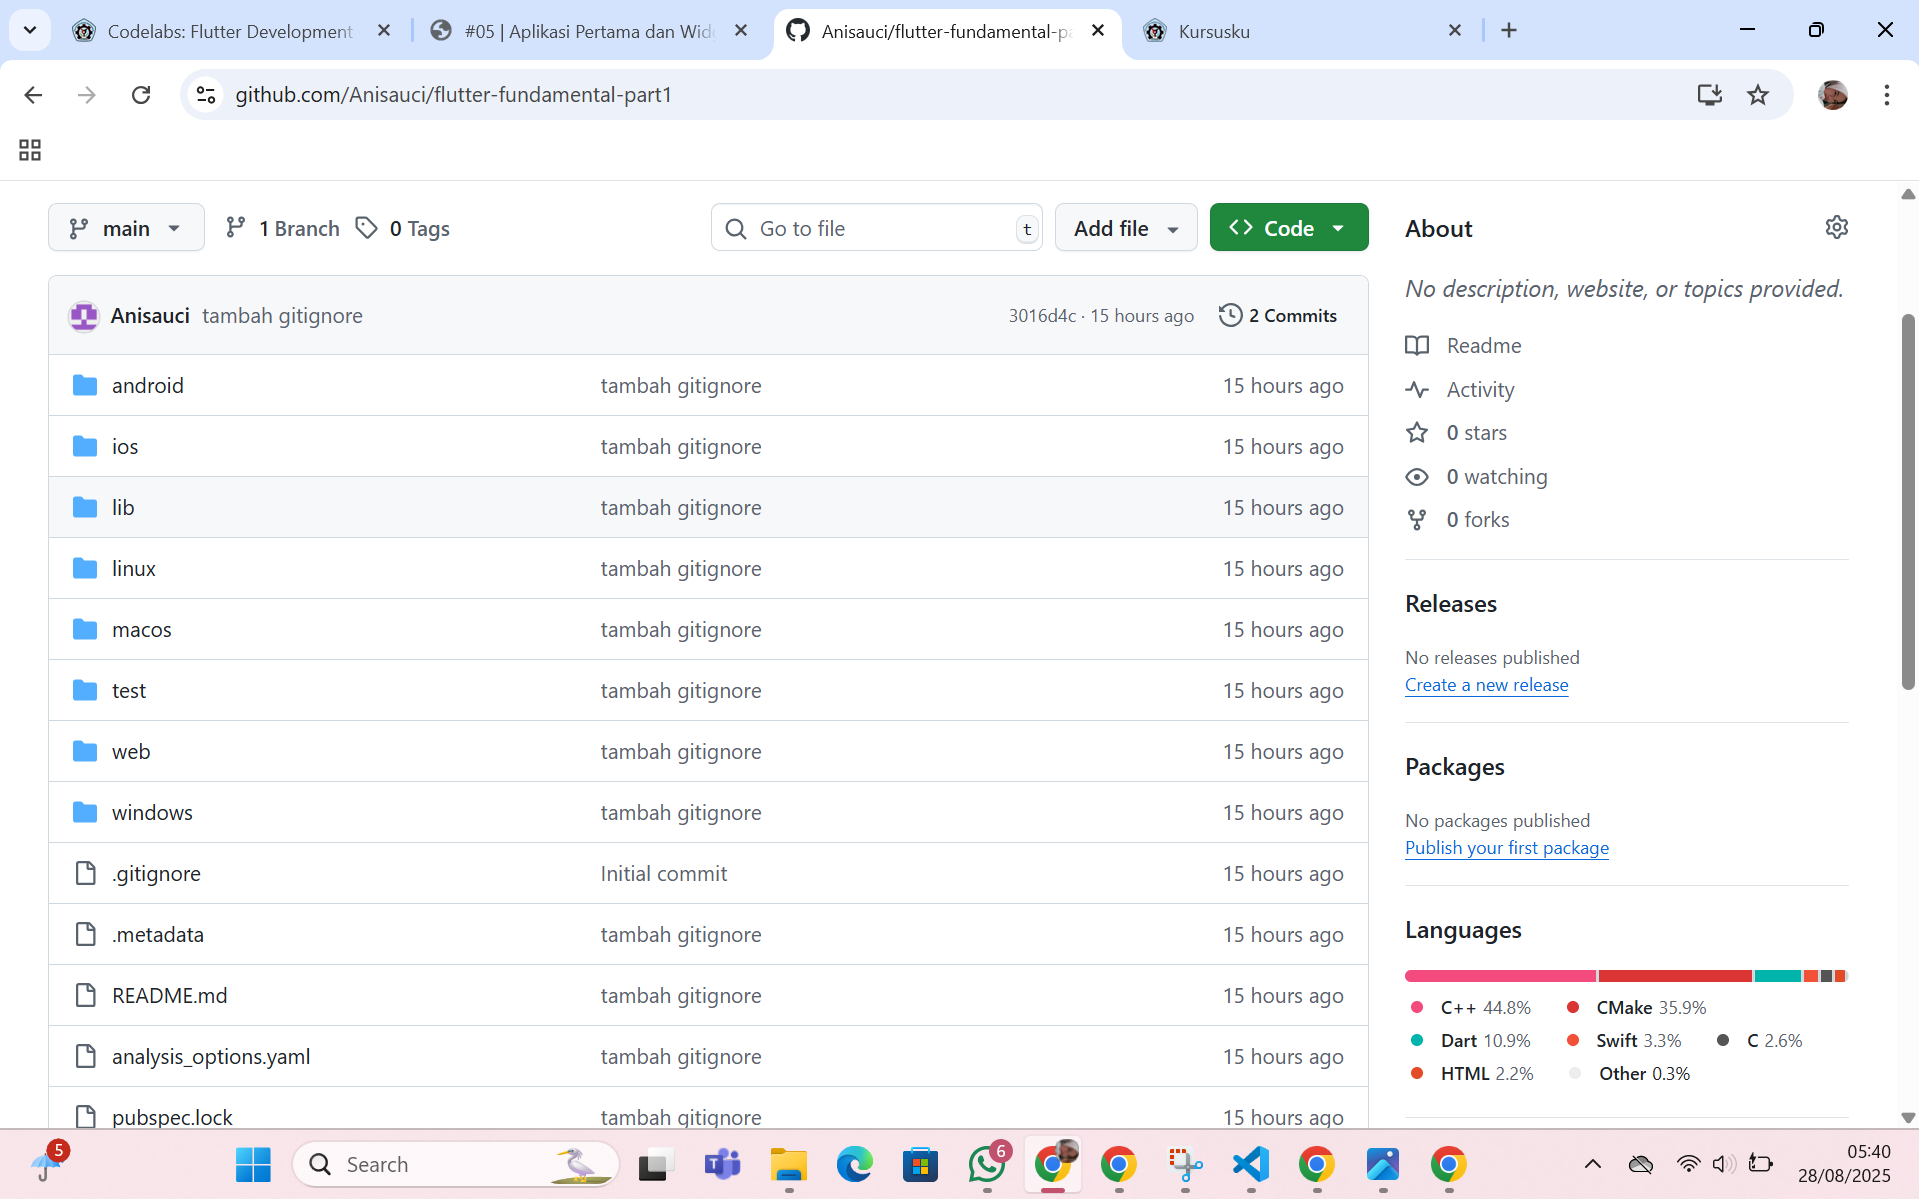 Codelabs: Flutter Development
#05 | Aplikasi Pertama dan Widg
Anisauci/flutter-fundamental-pa
Kursusku
github.com/Anisauci/flutter-fundamental-part1
main
1 Branch
0 Tags
Go to file
t
Add file
Code
About
No description, website, or topics provided.
Anisauci tambah gitignore
3016d4c · 15 hours ago
2 Commits
Readme
Activity
0 stars
0 watching
0 forks
android tambah gitignore 15 hours ago
ios tambah gitignore 15 hours ago
lib tambah gitignore 15 hours ago
linux tambah gitignore 15 hours ago
macos tambah gitignore 15 hours ago
test tambah gitignore 15 hours ago
web tambah gitignore 15 hours ago
windows tambah gitignore 15 hours ago
.gitignore Initial commit 15 hours ago
.metadata tambah gitignore 15 hours ago
README.md tambah gitignore 15 hours ago
analysis_options.yaml tambah gitignore 15 hours ago
pubspec.lock tambah gitignore 15 hours ago
Releases
No releases published
Create a new release
Packages
No packages published
Publish your first package
Languages
C++ 44.8% CMake 35.9%
Dart 10.9% Swift 3.3% C 2.6%
HTML 2.2% Other 0.3%
5
Search
6
05:40
28/08/2025